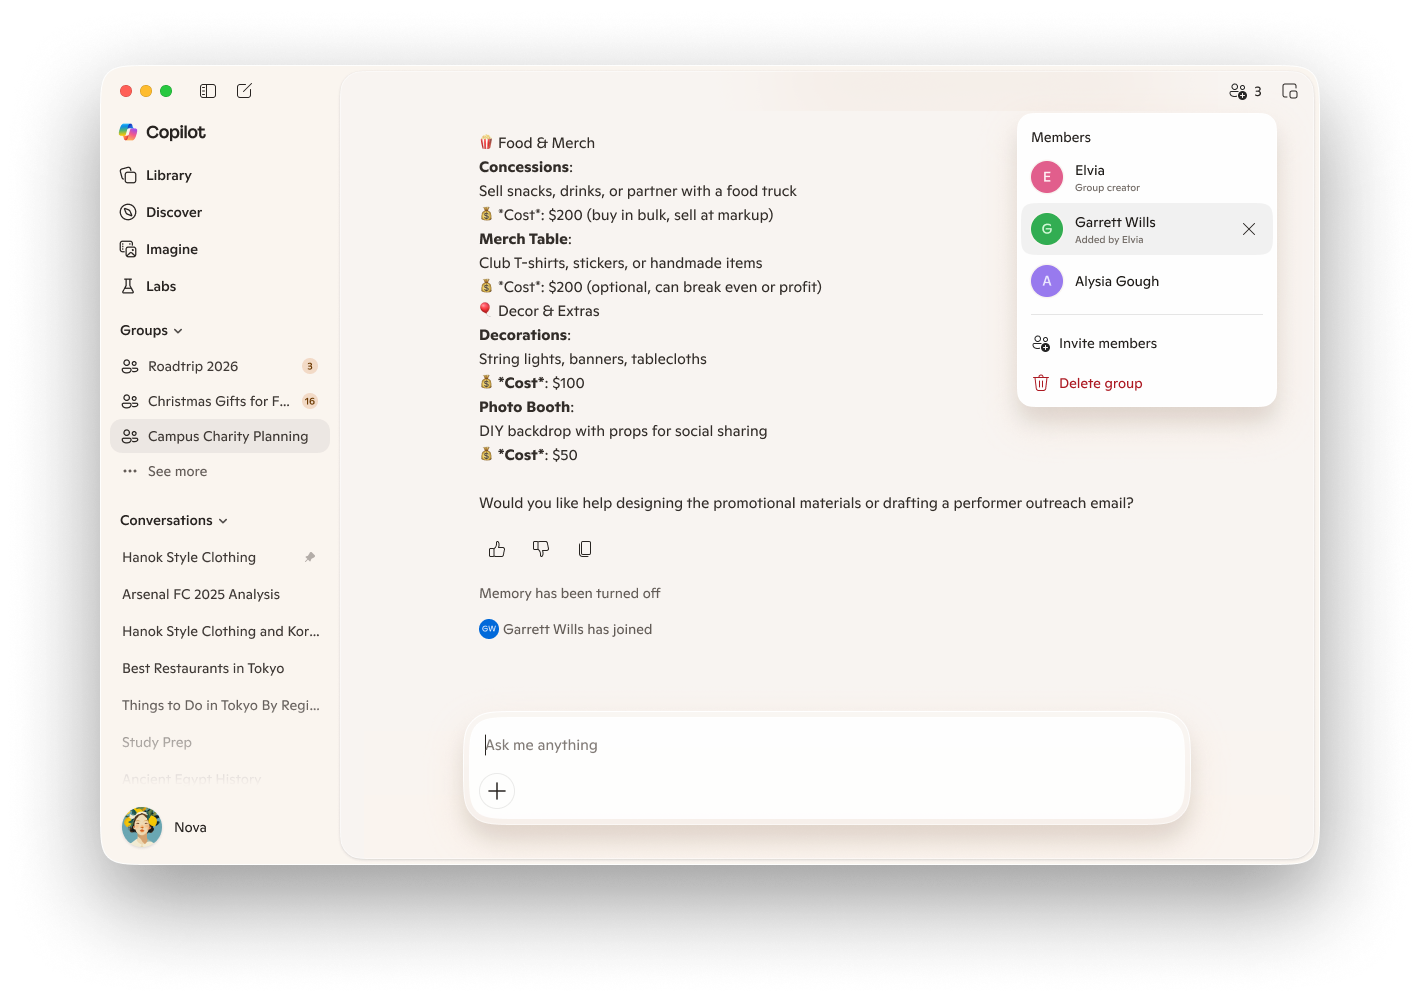 Copilot
Library
Discover
Imagine
Labs
Groups
Roadtrip 2026
3
Christmas Gifts for F...
16
Campus Charity Planning
See more
Conversations
Hanok Style Clothing
Arsenal FC 2025 Analysis
Hanok Style Clothing and Kor...
Best Restaurants in Tokyo
Things to Do in Tokyo By Regi...
Study Prep
Ancient Egypt History
Nova
🍿 Food & Merch
Concessions:
Sell snacks, drinks, or partner with a food truck
💰 *Cost*: $200 (buy in bulk, sell at markup)
Merch Table:
Club T-shirts, stickers, or handmade items
💰 *Cost*: $200 (optional, can break even or profit)
🎈 Decor & Extras
Decorations:
String lights, banners, tablecloths
💰 *Cost*: $100
Photo Booth:
DIY backdrop with props for social sharing
💰 *Cost*: $50
Would you like help designing the promotional materials or drafting a performer outreach email?
Memory has been turned off
GW Garrett Wills has joined
Ask me anything
3
Members
E
Elvia
Group creator
G
Garrett Wills
Added by Elvia
A
Alysia Gough
Invite members
Delete group